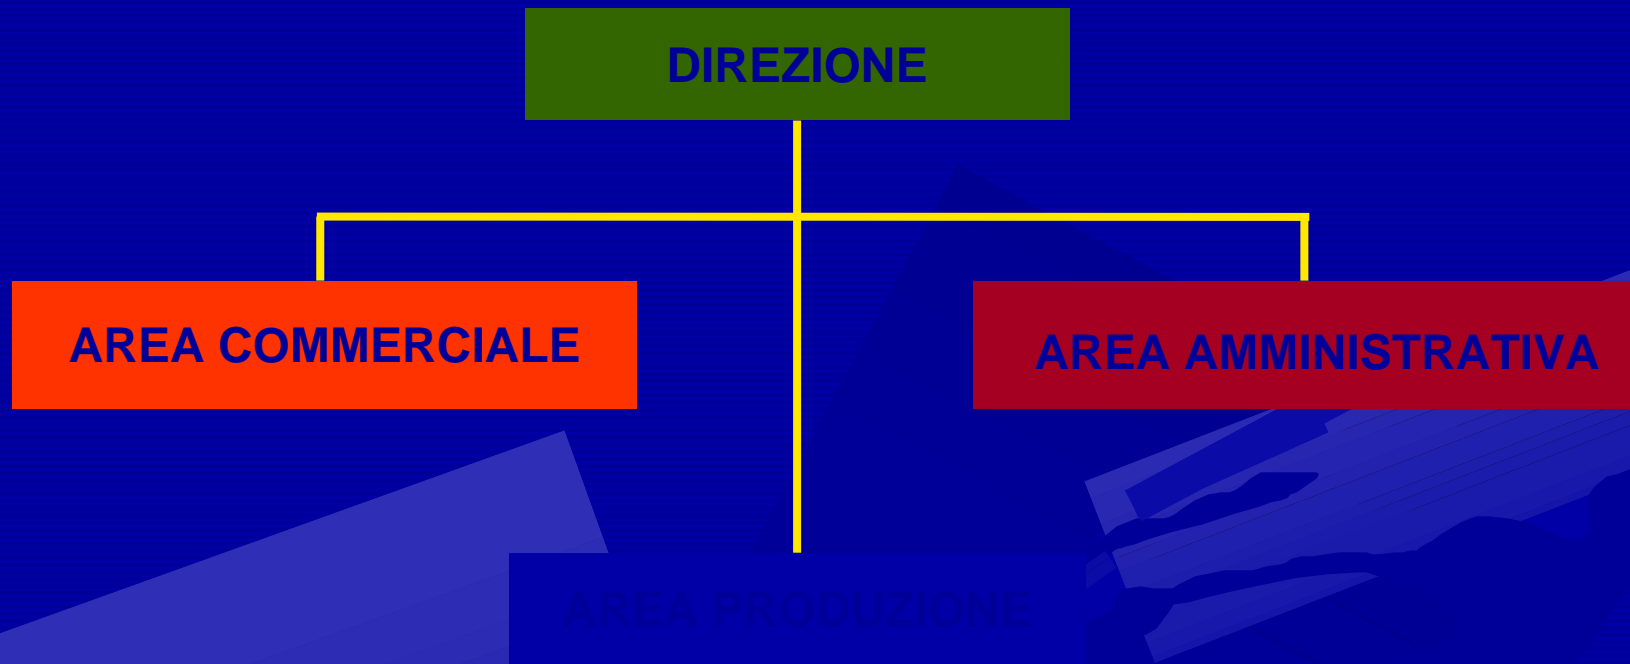 DIREZIONE
AREA COMMERCIALE
AREA AMMINISTRATIVA
AREA PRODUZIONE